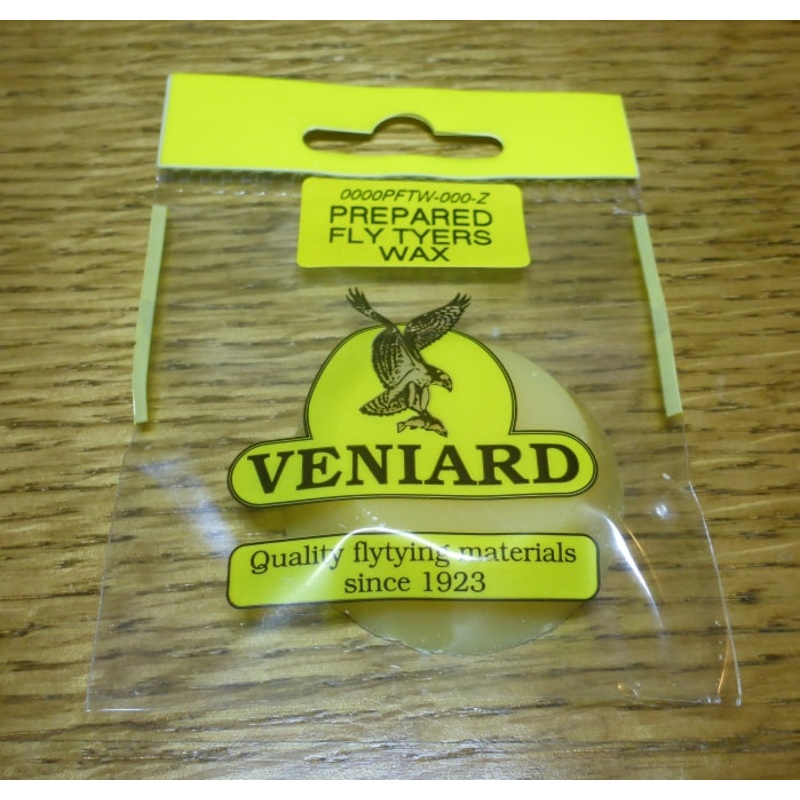 0000PFTW-000-Z
PREPARED
FLY TYERS
WAX
VENIARD
Quality flytying materials
since 1923